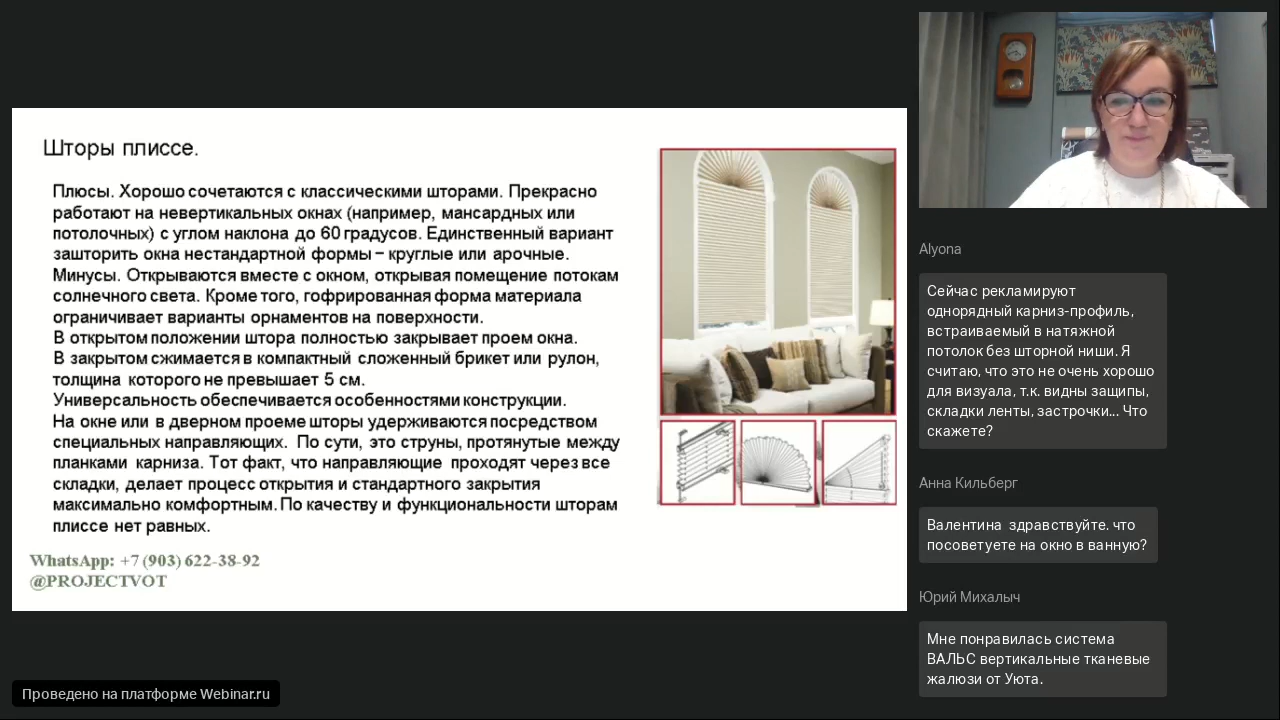 Шторы плиссе.
Плюсы. Хорошо сочетаются с классическими шторами. Прекрасно
работают на невертикальных окнах (например, мансардных или
потолочных) с углом наклона до 60 градусов. Единственный вариант
зашторить окна нестандартной формы – круглые или арочные.
Минусы. Открываются вместе с окном, открывая помещение потокам
солнечного света. Кроме того, гофрированная форма материала
ограничивает варианты орнаментов на поверхности.
В открытом положении штора полностью закрывает проем окна.
В закрытом сжимается в компактный сложенный брикет или рулон,
толщина которого не превышает 5 см.
Универсальность обеспечивается особенностями конструкции.
На окне или в дверном проеме шторы удерживаются посредством
специальных направляющих. По сути, это струны, протянутые между
планками карниза. Тот факт, что направляющие проходят через все
складки, делает процесс открытия и стандартного закрытия
максимально комфортным. По качеству и функциональности шторам
плиссе нет равных.
WhatsApp: +7 (903) 622-38-92
@PROJECTVOT
Проведено на платформе Webinar.ru
Alyona
Сейчас рекламируют
однорядный карниз-профиль,
встраиваемый в натяжной
потолок без шторной ниши. Я
считаю, что это не очень хорошо
для визуала, т.к. видны защипы,
складки ленты, застрочки... Что
скажете?
Анна Кильберг
Валентина здравствуйте. что
посоветуете на окно в ванную?
Юрий Михалыч
Мне понравилась система
ВАЛЬС вертикальные тканевые
жалюзи от Уюта.